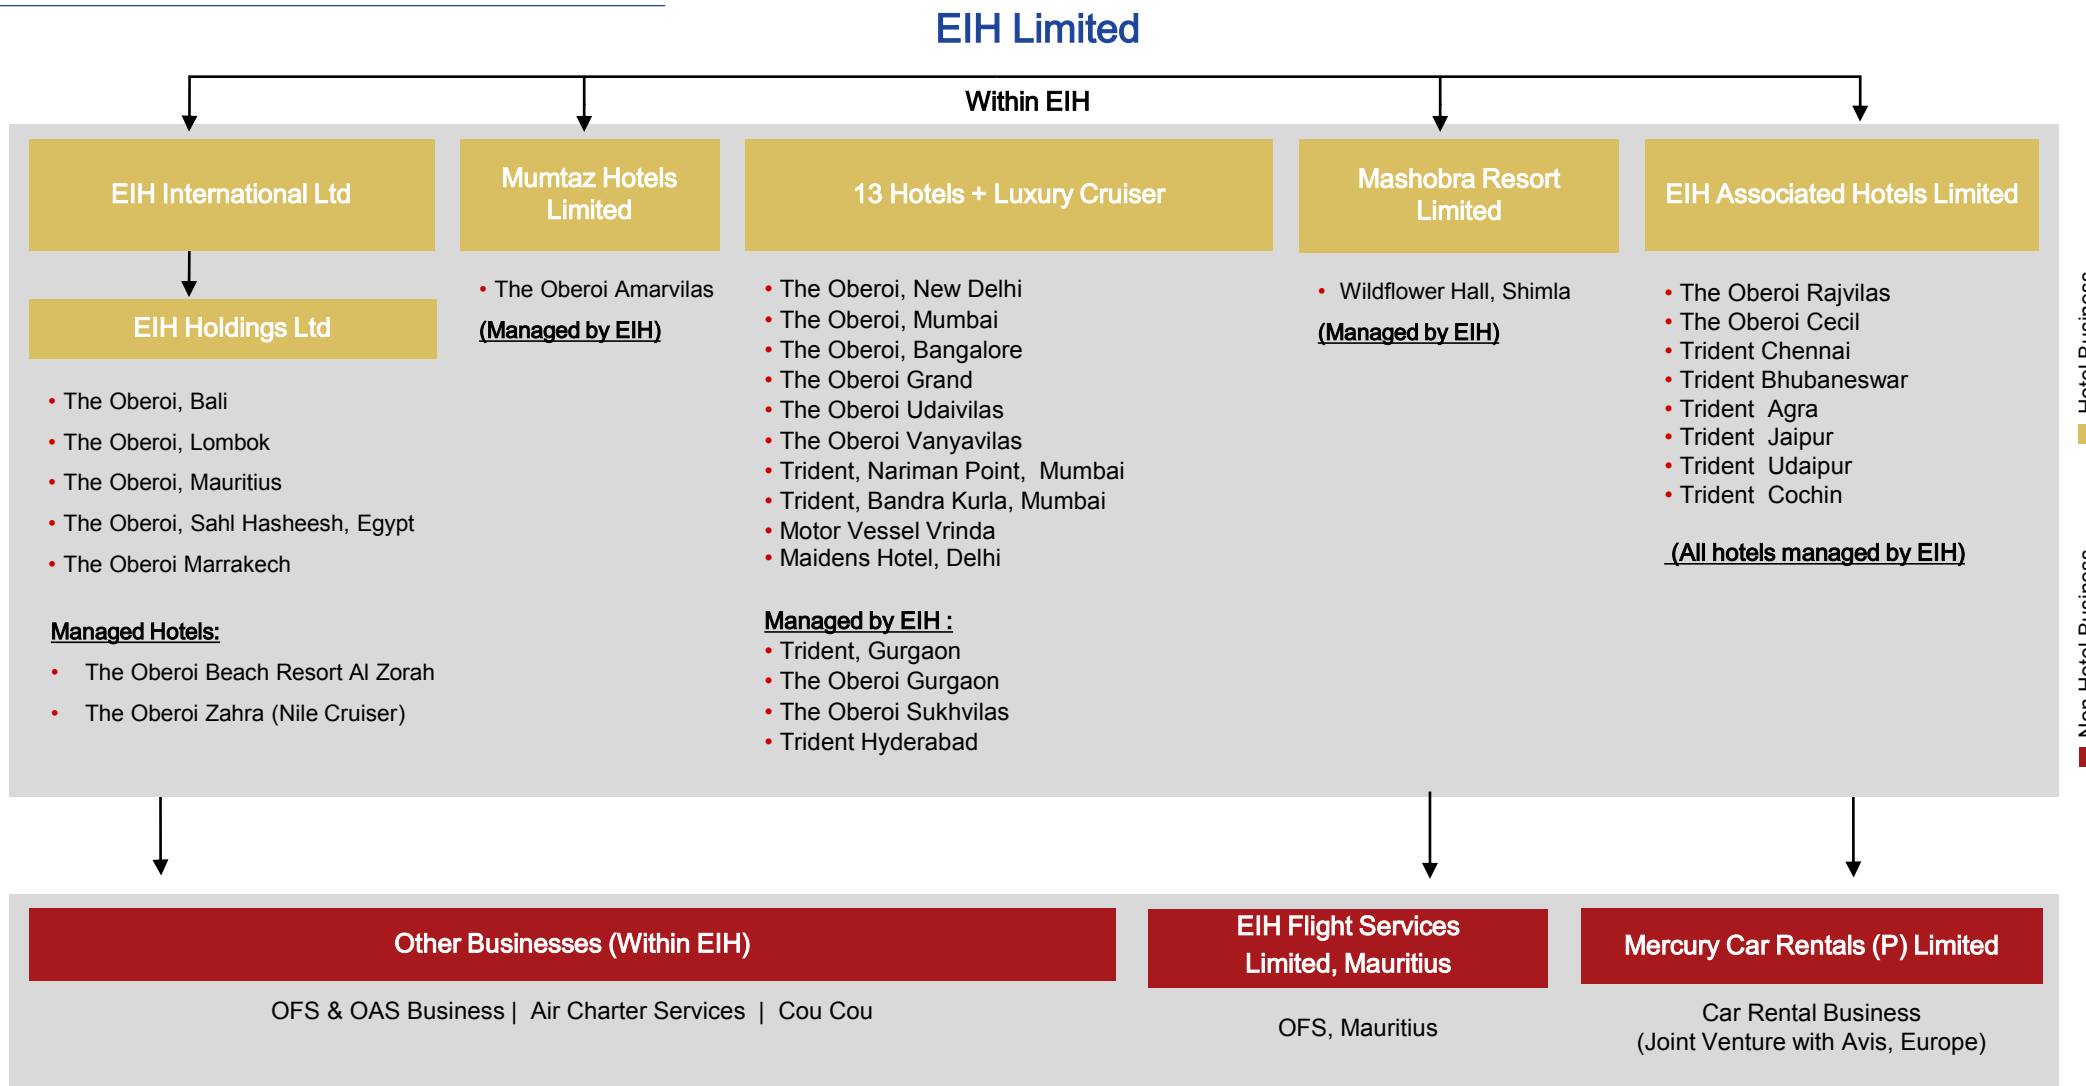 EIH Limited
Within EIH
EIH International Ltd
Mumtaz Hotels
Limited
13 Hotels + Luxury Cruiser
Mashobra Resort
Limited
EIH Associated Hotels Limited
EIH Holdings Ltd
• The Oberoi, Bali
• The Oberoi, Lombok
• The Oberoi, Mauritius
• The Oberoi, Sahl Hasheesh, Egypt
• The Oberoi Marrakech
Managed Hotels:
• The Oberoi Beach Resort Al Zorah
• The Oberoi Zahra (Nile Cruiser)
• The Oberoi Amarvilas
(Managed by EIH)
• The Oberoi, New Delhi
• The Oberoi, Mumbai
• The Oberoi, Bangalore
• The Oberoi Grand
• The Oberoi Udaivilas
• The Oberoi Vanyavilas
• Trident, Nariman Point, Mumbai
• Trident, Bandra Kurla, Mumbai
• Motor Vessel Vrinda
• Maidens Hotel, Delhi
Managed by EIH :
• Trident, Gurgaon
• The Oberoi Gurgaon
• The Oberoi Sukhvilas
• Trident Hyderabad
• Wildflower Hall, Shimla
(Managed by EIH)
• The Oberoi Rajvilas
• The Oberoi Cecil
• Trident Chennai
• Trident Bhubaneswar
• Trident Agra
• Trident Jaipur
• Trident Udaipur
• Trident Cochin
(All hotels managed by EIH)
Hotel Business
Non Hotel Business
Other Businesses (Within EIH)
OFS & OAS Business | Air Charter Services | Cou Cou
EIH Flight Services
Limited, Mauritius
OFS, Mauritius
Mercury Car Rentals (P) Limited
Car Rental Business
(Joint Venture with Avis, Europe)